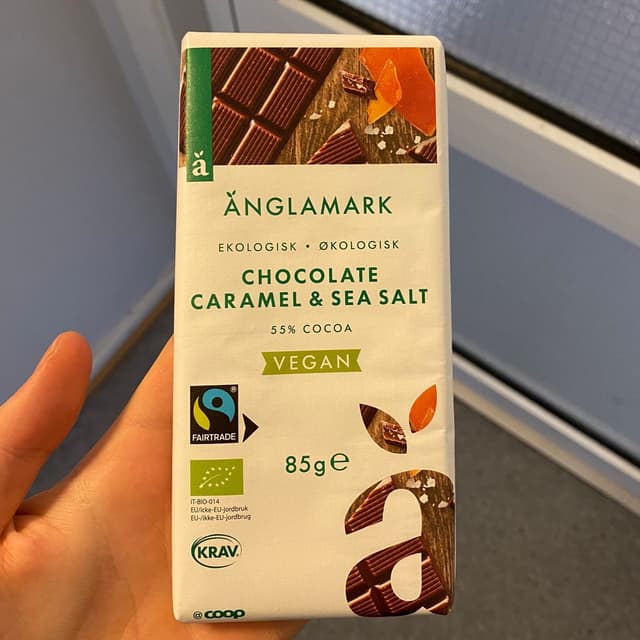 ä
ÄNGLAMARK
EKOLOGISK • ØKOLOGISK
CHOCOLATE
CARAMEL & SEA SALT
55% COCOA
VEGAN
FAIRTRADE
®
85g ℮
IT-BIO-014
EU/icke-EU-jordbruk
EU-/ikke-EU-jordbrug
KRAV
coop
ä